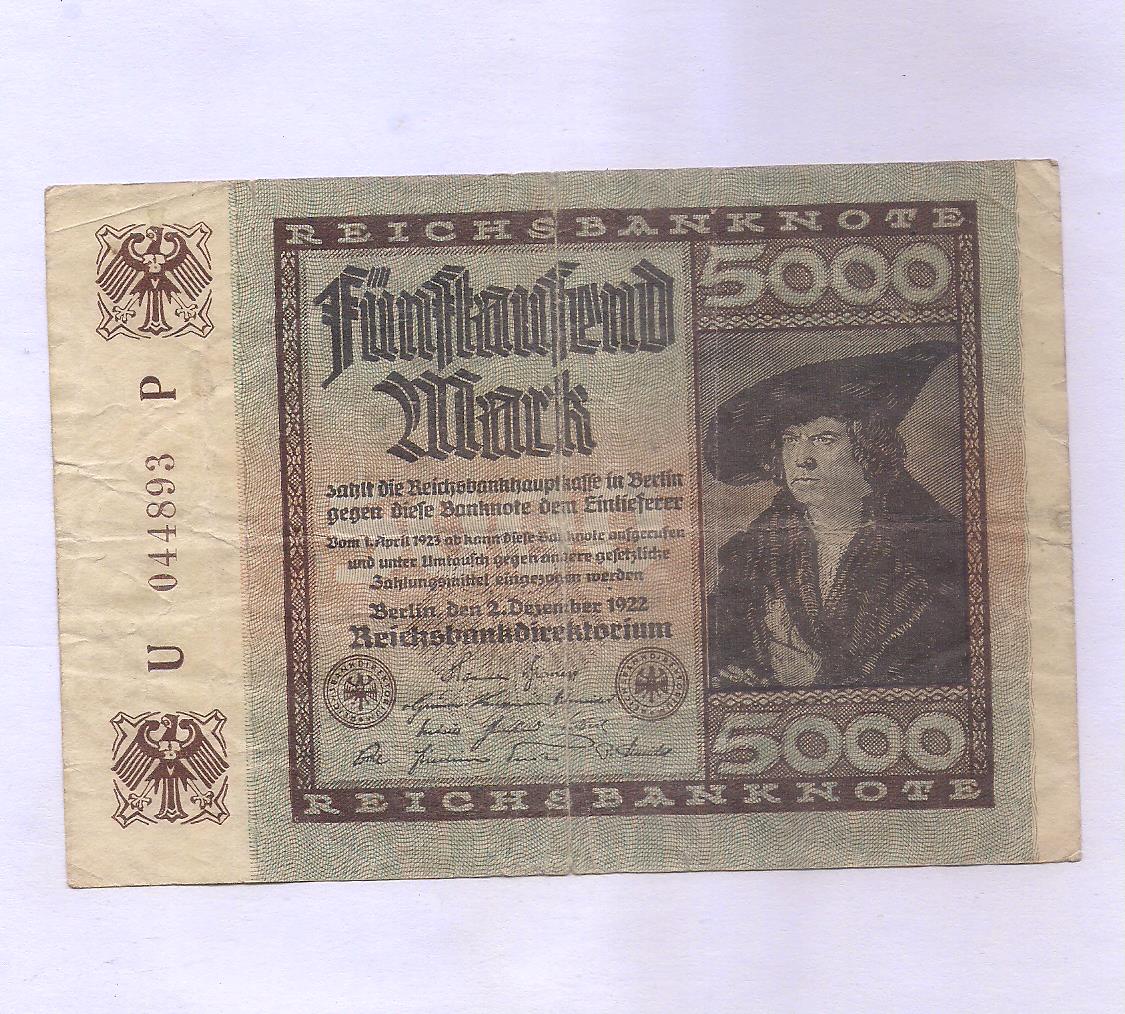 REICHSBANKNOTE
5000
Fünftausend
Mark
zahlt die Reichsbankhauptkasse in Berlin
gegen diese Banknote dem Einlieferer
Vom 1. April 1923 ab kann diese Banknote aufgerufen
und unter Umtausch gegen andere gesetzliche
Zahlungsmittel eingezogen werden
Berlin, den 2. Dezember 1922
Reichsbankdirektorium
5000
REICHSBANKNOTE
U 044893 P